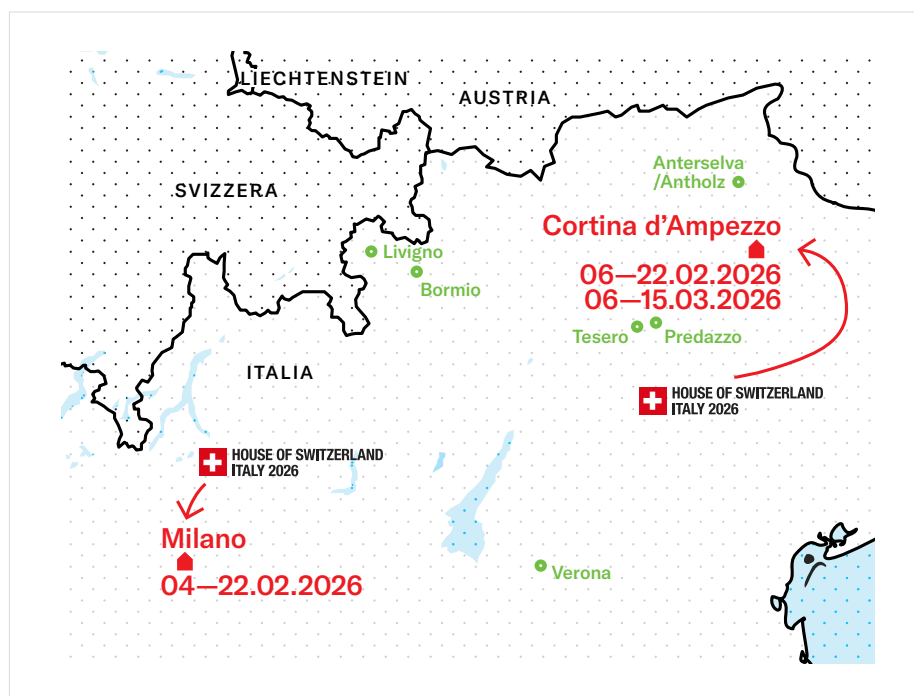 LIECHTENSTEIN
AUSTRIA
SVIZZERA
Anterselva
/Antholz
Cortina d’Ampezzo
06—22.02.2026
06—15.03.2026
Livigno
Bormio
Tesero
Predazzo
ITALIA
HOUSE OF SWITZERLAND
ITALY 2026
HOUSE OF SWITZERLAND
ITALY 2026
Milano
04—22.02.2026
Verona